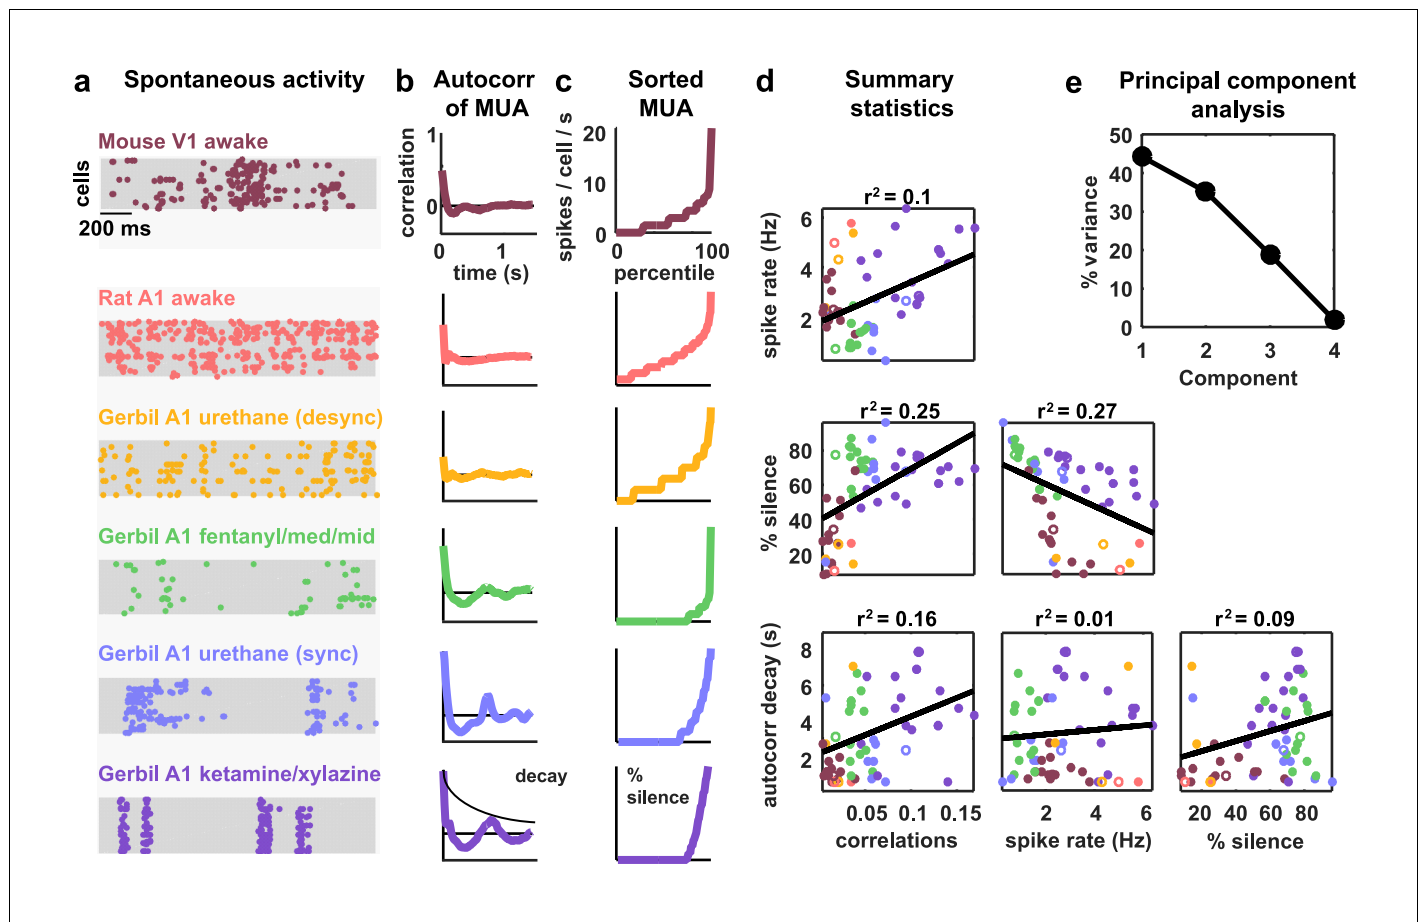 a Spontaneous activity
Mouse V1 awake
cells
200 ms
Rat A1 awake
Gerbil A1 urethane (desync)
Gerbil A1 fentanyl/med/mid
Gerbil A1 urethane (sync)
Gerbil A1 ketamine/xylazine
b Autocorr
of MUA
correlation
1
0
0 1
time (s)
decay
c Sorted
MUA
spikes / cell / s
20
10
0
0 100
percentile
%
silence
d Summary
statistics
r² = 0.1
spike rate (Hz)
6
4
2
r² = 0.25
% silence
80
60
40
20
r² = 0.27
r² = 0.16
autocorr decay (s)
8
6
4
2
0.05 0.1 0.15
correlations
r² = 0.01
2 4 6
spike rate (Hz)
r² = 0.09
20 40 60 80
% silence
e Principal component
analysis
% variance
50
40
30
20
10
0
1 2 3 4
Component